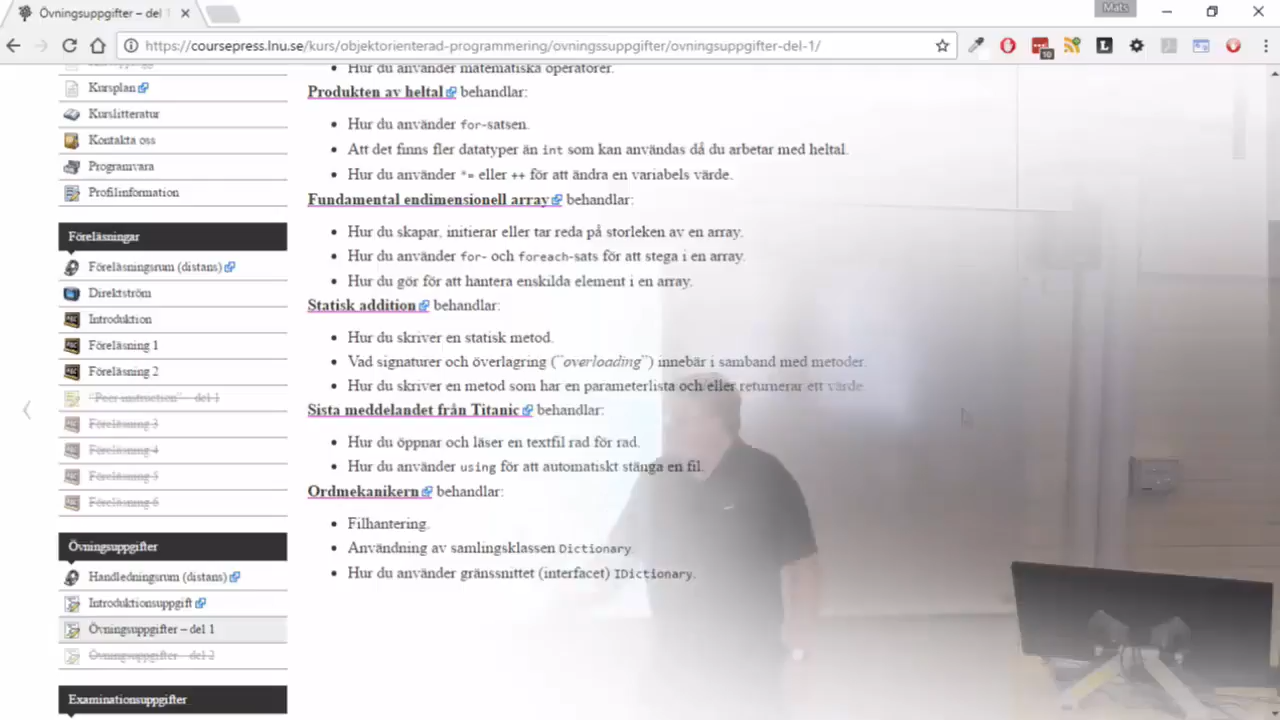 Övningsuppgifter – del 1
Mats
https://coursepress.lnu.se/kurs/objektorienterad-programmering/ovningssuppgifter/ovningsuppgifter-del-1/
10
Kursplan
Kurslitteratur
Kontakta oss
Programvara
Profilinformation
Föreläsningar
Föreläsningsrum (distans)
Direktström
Introduktion
Föreläsning 1
Föreläsning 2
"Peer instruction" – del 1
Föreläsning 3
Föreläsning 4
Föreläsning 5
Föreläsning 6
Övningsuppgifter
Handledningsrum (distans)
Introduktionsuppgift
Övningsuppgifter – del 1
Övningsuppgifter – del 2
Examinationsuppgifter
• Hur du använder matematiska operatorer.
Produkten av heltal behandlar:
• Hur du använder for-satsen.
• Att det finns fler datatyper än int som kan användas då du arbetar med heltal.
• Hur du använder *= eller ++ för att ändra en variabels värde.
Fundamental endimensionell array behandlar:
• Hur du skapar, initierar eller tar reda på storleken av en array.
• Hur du använder for- och foreach-sats för att stega i en array.
• Hur du gör för att hantera enskilda element i en array.
Statisk addition behandlar:
• Hur du skriver en statisk metod.
• Vad signaturer och överlagring (¨overloading¨) innebär i samband med metoder.
• Hur du skriver en metod som har en parameterlista och eller returnerar ett värde.
Sista meddelandet från Titanic behandlar:
• Hur du öppnar och läser en textfil rad för rad.
• Hur du använder using för att automatiskt stänga en fil.
Ordmekanikern behandlar:
• Filhantering.
• Användning av samlingsklassen Dictionary.
• Hur du använder gränssnittet (interfacet) IDictionary.